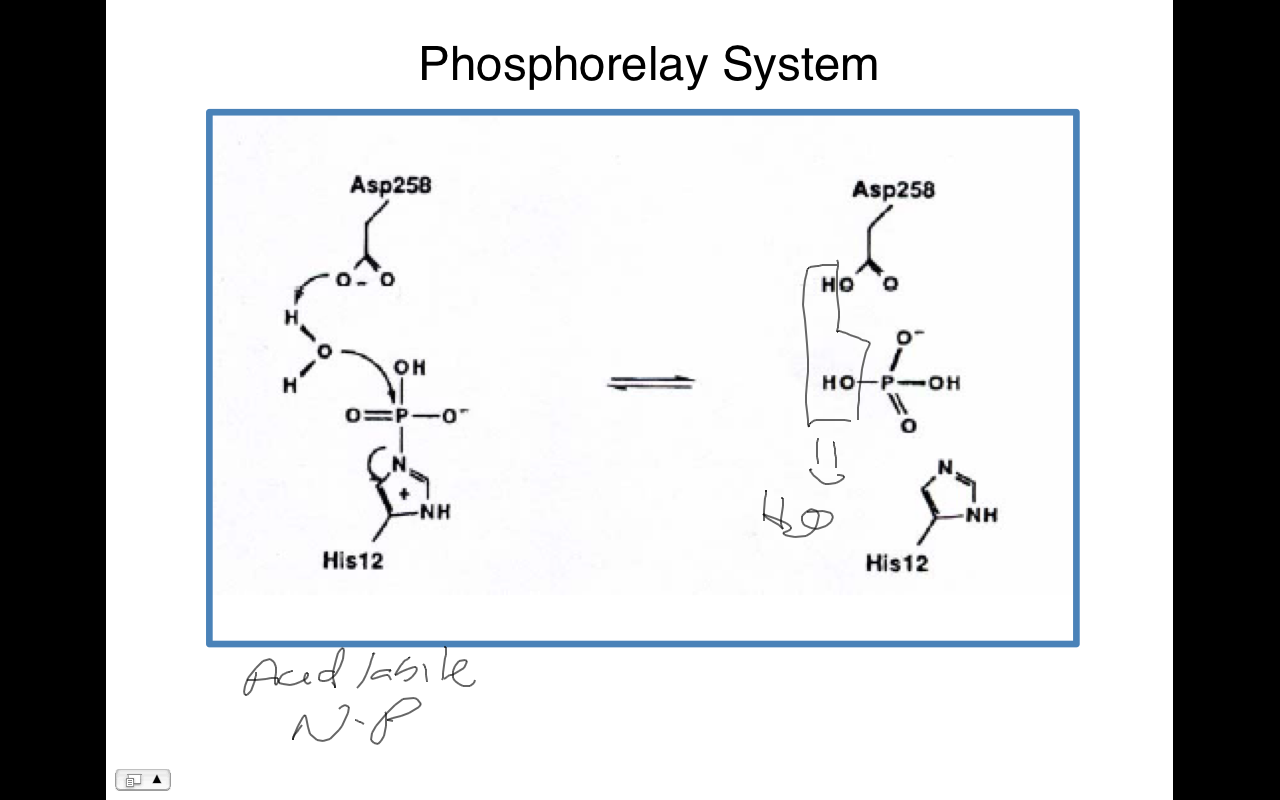 Phosphorelay System
Asp258
O- O
H
O
H
OH
O=P-O-
N
+
NH
His12
Asp258
HO O
O-
HO-P-OH
O
N
NH
His12
H2O
Acid labile
N-P